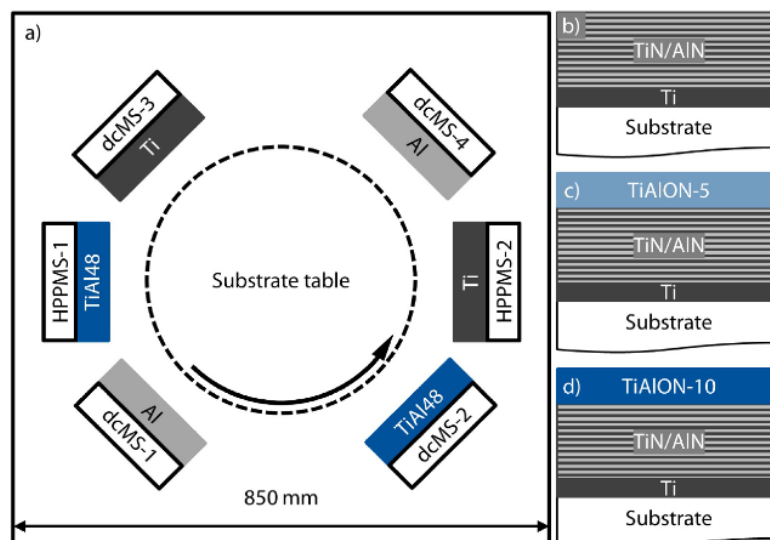 a)
dcMS-3
Ti
dcMS-4
Al
HPPMS-1
TiAl48
Substrate table
Ti
HPPMS-2
Al
dcMS-1
TiAl48
dcMS-2
850 mm
b)
TiN/AlN
Ti
Substrate
c)
TiAlON-5
TiN/AlN
Ti
Substrate
d)
TiAlON-10
TiN/AlN
Ti
Substrate